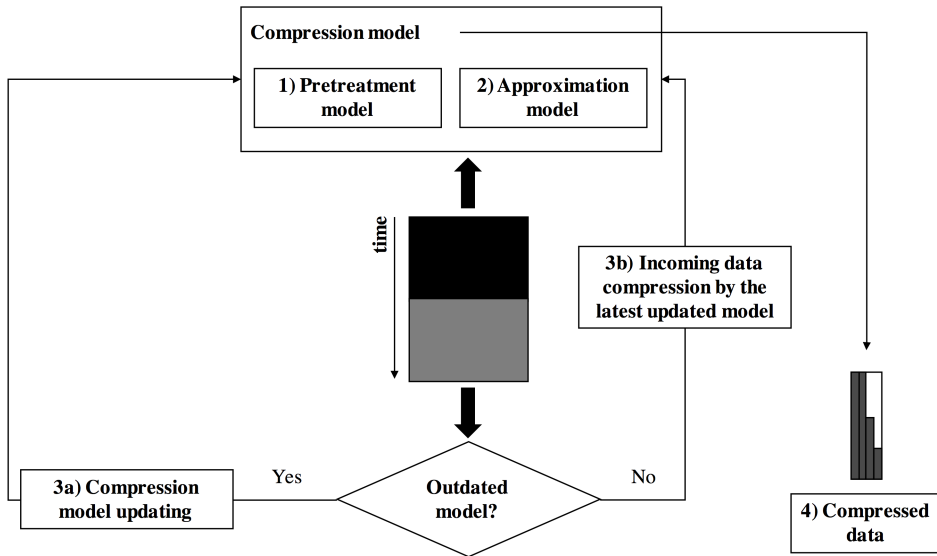 Compression model
1) Pretreatment
model
2) Approximation
model
time
3b) Incoming data
compression by the
latest updated model
Yes
No
3a) Compression
model updating
Outdated
model?
4) Compressed
data